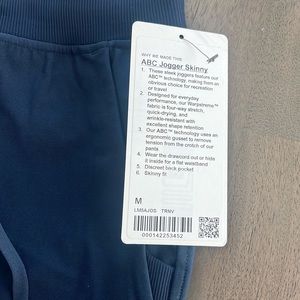 WHY WE MADE THIS
ABC Jogger Skinny
1. These sleek joggers feature our
ABC™ technology, making them an
obvious choice for recreation
or travel
2. Designed for everyday
performance, our Warpstreme™
fabric is four-way stretch,
quick-drying, and
wrinkle-resistant with
excellent shape retention
3. Our ABC™ technology uses an
ergonomic gusset to remove
tension from the crotch of our
pants
4. Wear the drawcord out or hide
it inside for a flat waistband
5. Discreet back pocket
6. Skinny fit
M
LM5AJDS TRNV
000142253452